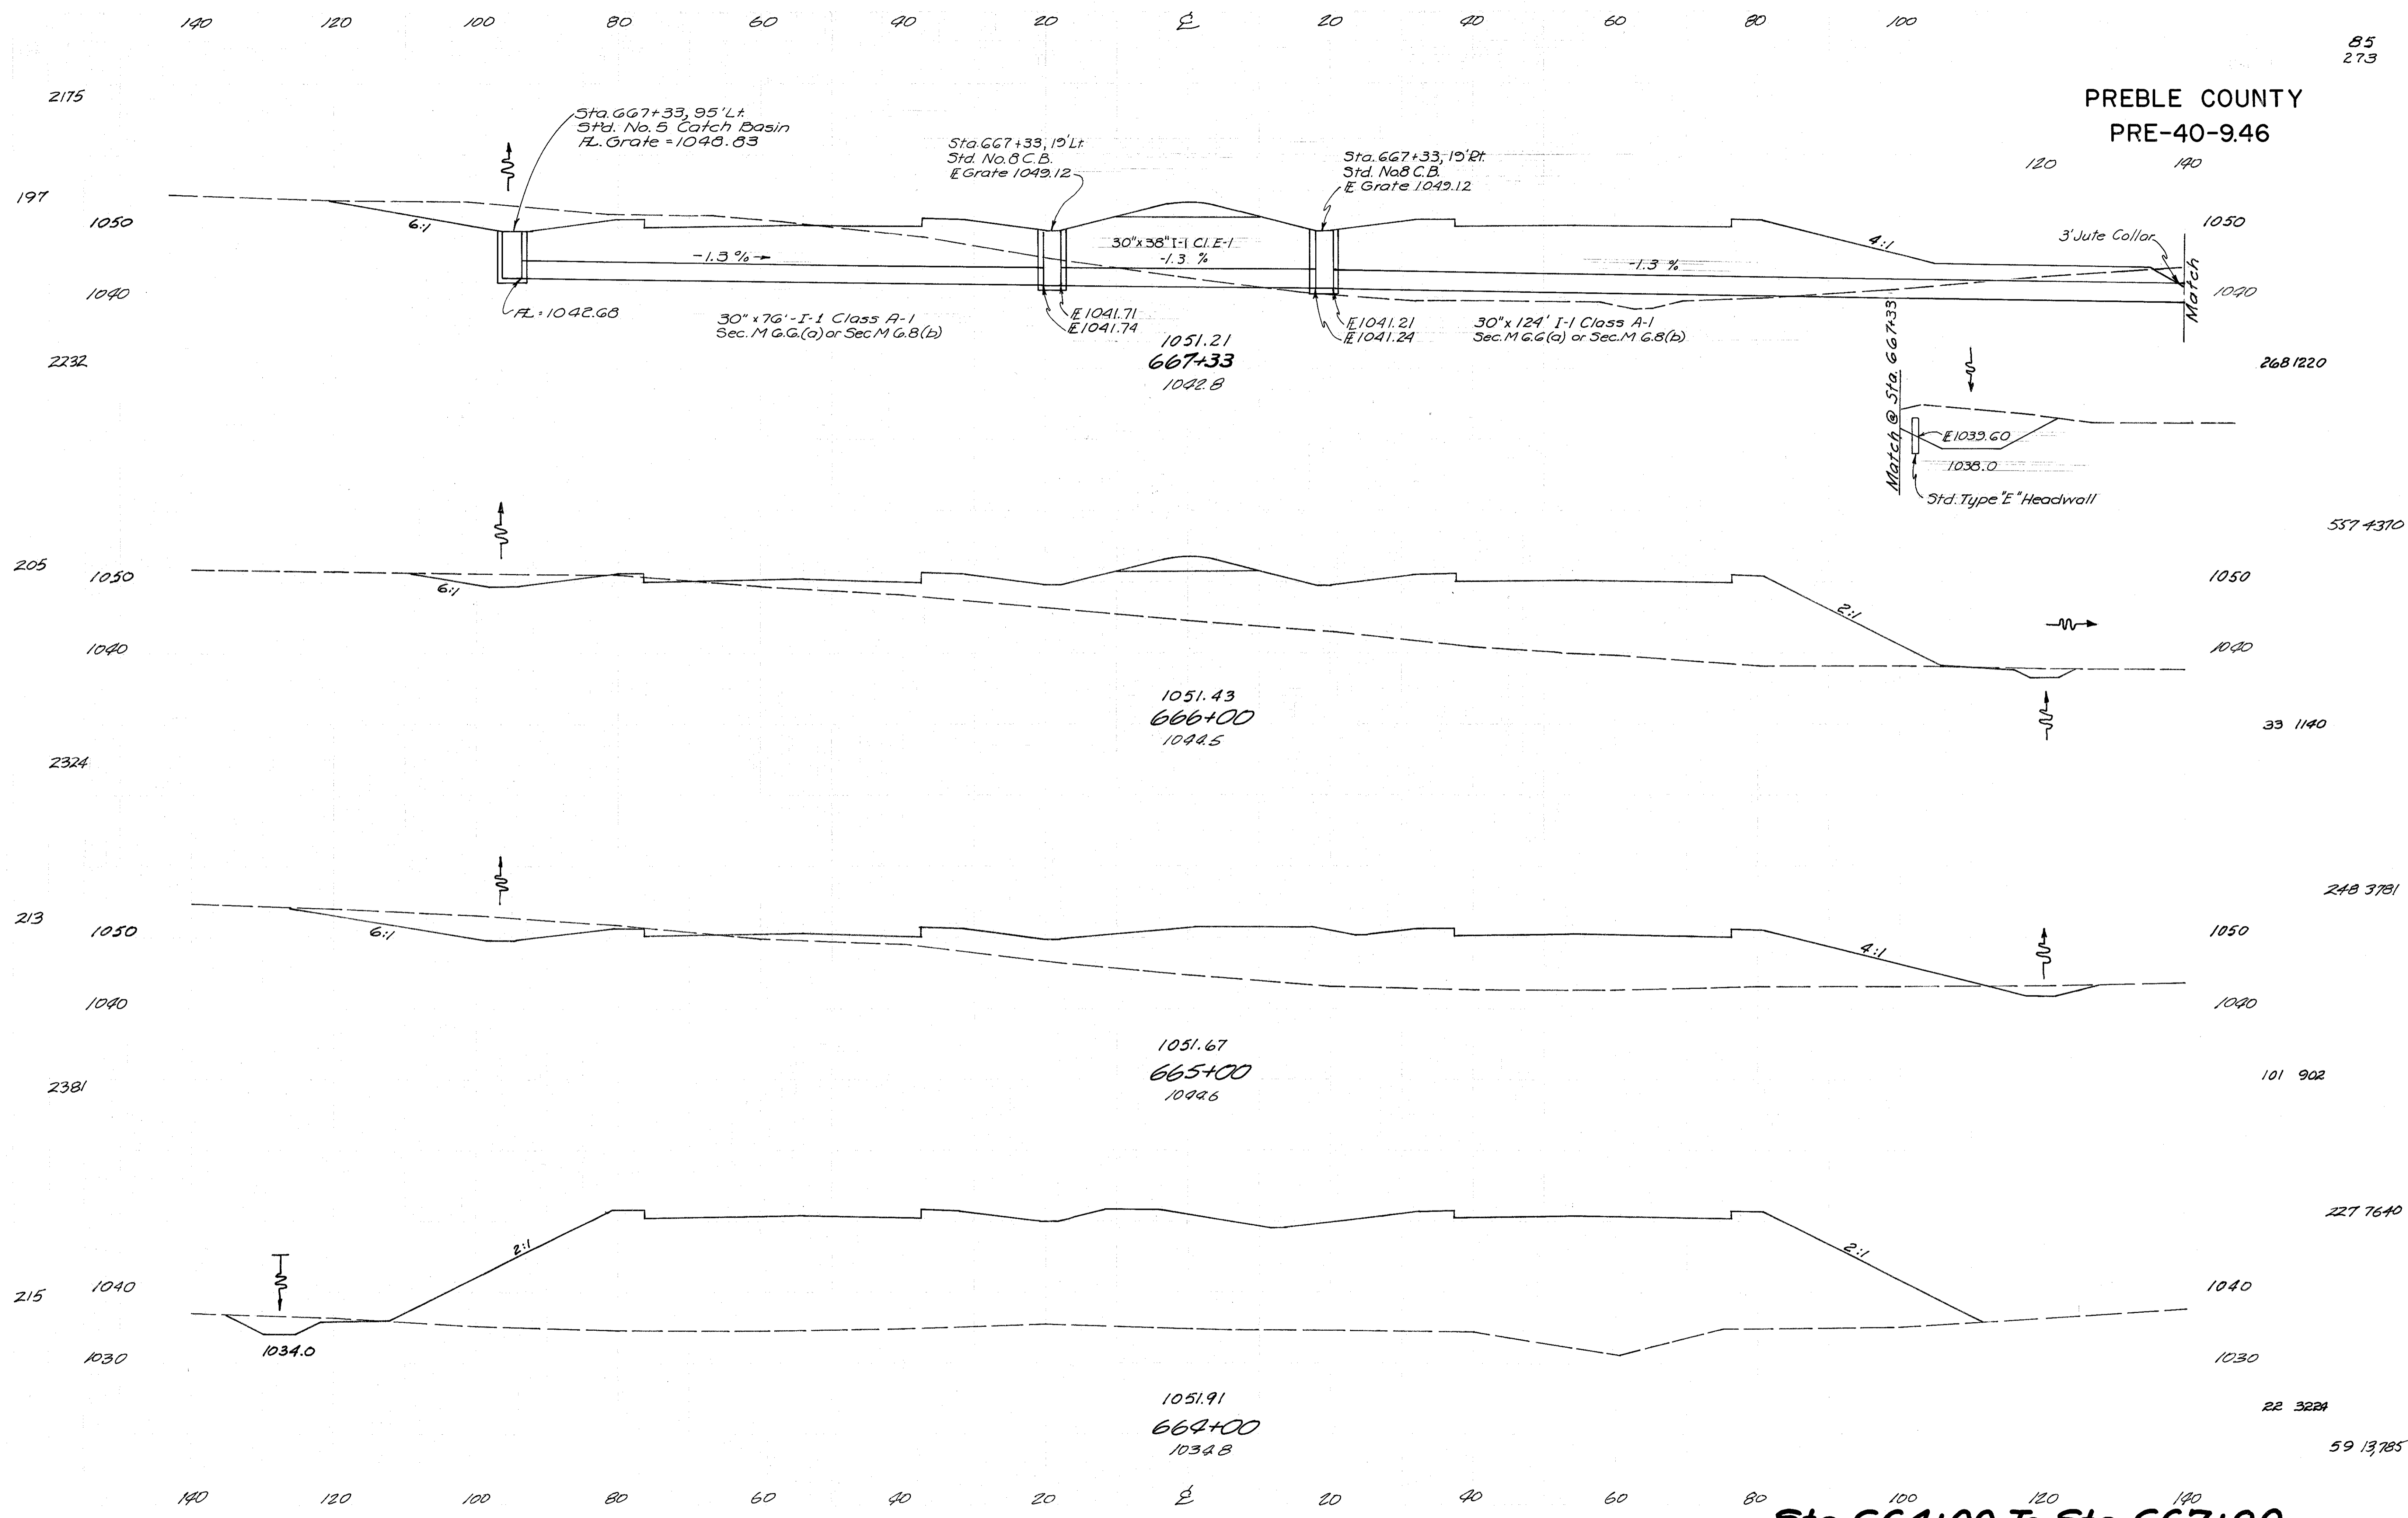 140 120 100 80 60 40 20 ℄ 20 40 60 80 100
85
273
PREBLE COUNTY
PRE-40-9.46
120 140
2175
Sta. 667+33, 95' Lt.
Std. No. 5 Catch Basin
FL. Grate = 1048.83
Sta. 667+33, 19' Lt.
Std. No. 8 C.B.
℄ Grate 1049.12
Sta. 667+33, 19' Rt.
Std. No 8 C.B.
℄ Grate 1049.12
197
1050
6:1
30" x 38" I-1 Cl. E-1
-1.3 %
-1.3 %
-1.3 %
4:1
3' Jute Collar
1050
1040
FL = 1042.68
30" x 76' - I-1 Class A-1
Sec. M 6.6.(a) or Sec M 6.8(b)
1041.71
1041.74
1041.21
1041.24
30" x 124' I-1 Class A-1
Sec. M 6.6(a) or Sec. M 6.8(b)
1040
Match
1051.21
667+33
1042.8
2232
268 1220
Match @ Sta. 667+33
1039.60
1038.0
Std. Type "E" Headwall
557 4370
205
1050
6:1
2:1
1050
1040
1040
1051.43
666+00
1044.5
33 1140
2324
248 3781
213
1050
6:1
4:1
1050
1040
1040
1051.67
665+00
1044.6
2381
101 902
227 7640
2:1
2:1
215
1040
1040
1034.0
1030
1030
1051.91
664+00
1034.8
22 3224
59 13,785
140 120 100 80 60 40 20 ℄ 20 40 60 80 100 120 140
Sta. 664+00 To Sta. 667+00